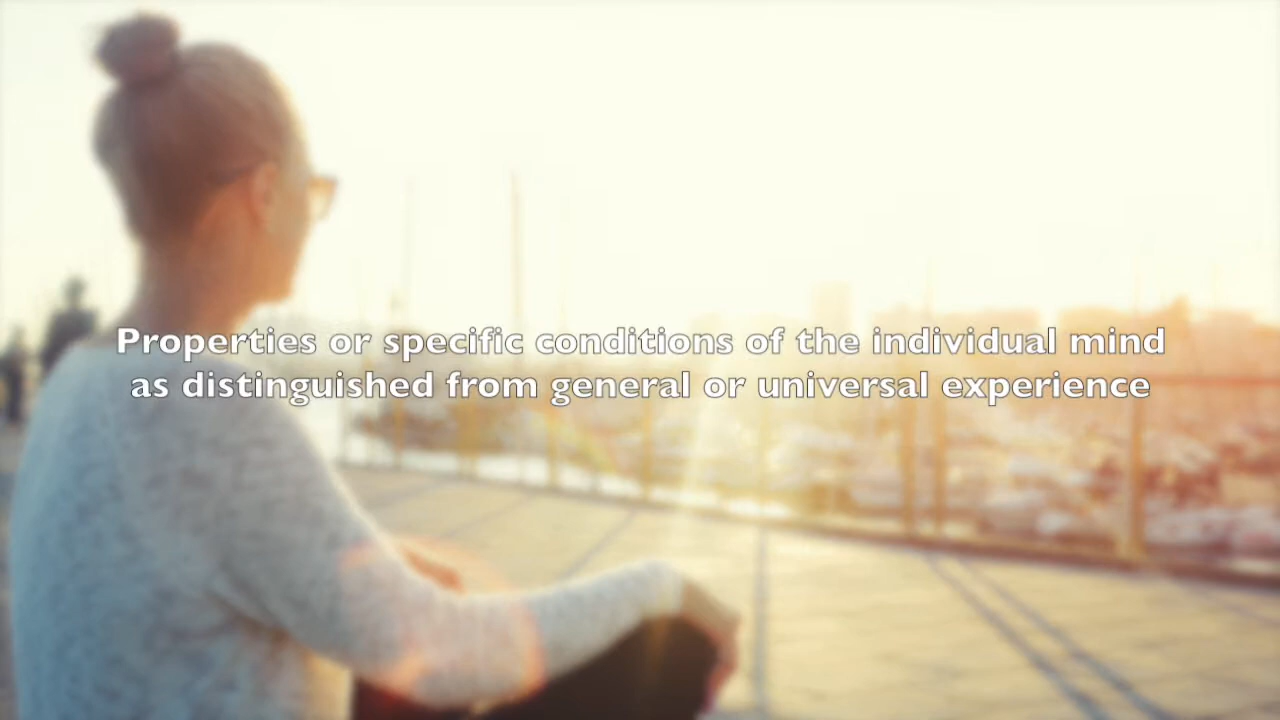 Properties or specific conditions of the individual mind
as distinguished from general or universal experience